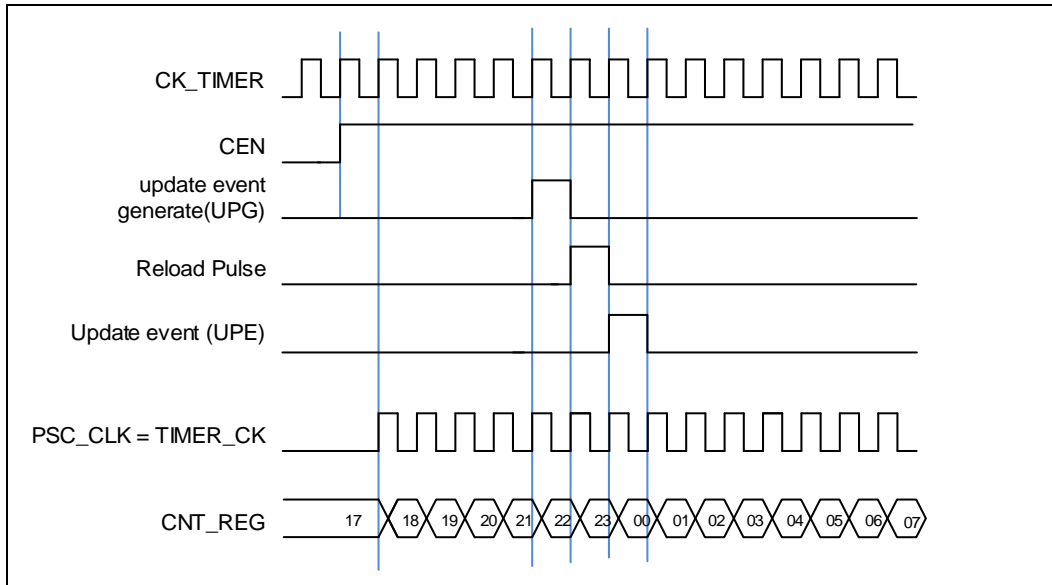 CK_TIMER
CEN
update event
generate(UPG)
Reload Pulse
Update event (UPE)
PSC_CLK = TIMER_CK
CNT_REG 17 18 19 20 21 22 23 00 01 02 03 04 05 06 07